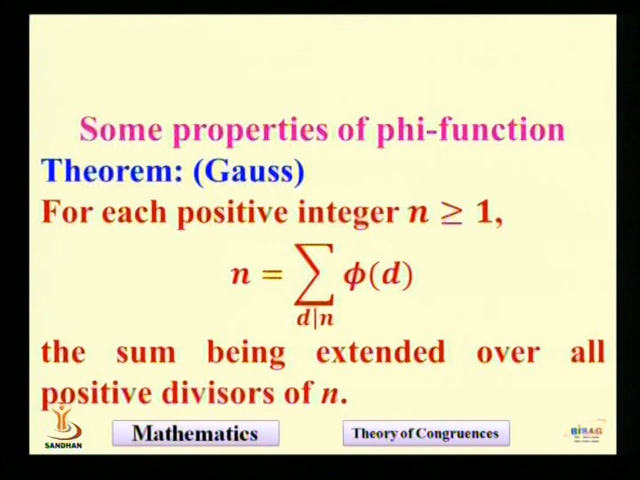 Some properties of phi-function
Theorem: (Gauss)
For each positive integer n ≥ 1,
n = ∑ ϕ(d)
d|n
the sum being extended over all
positive divisors of n.
SANDHAN
Mathematics
Theory of Congruences
BISAG